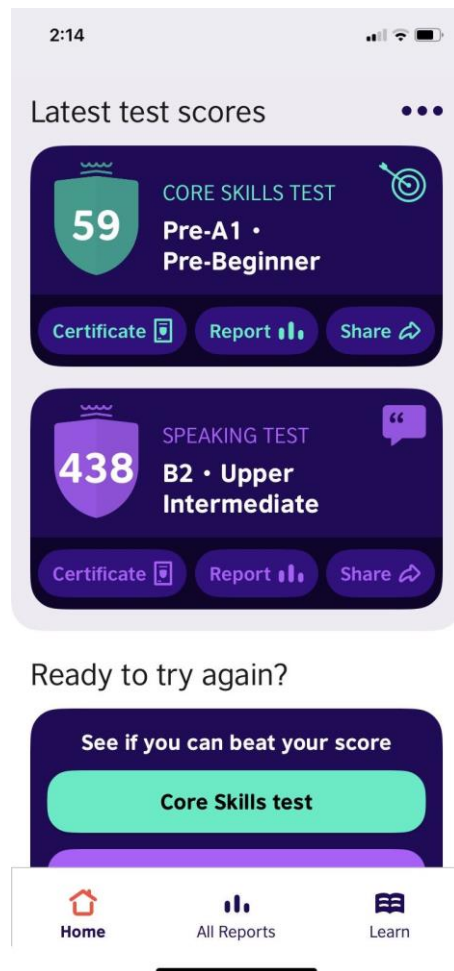 2:14
Latest test scores
59
CORE SKILLS TEST
Pre-A1 •
Pre-Beginner
Certificate
Report
Share
438
“
SPEAKING TEST
B2 • Upper
Intermediate
Certificate
Report
Share
Ready to try again?
See if you can beat your score
Core Skills test
Home
All Reports
Learn